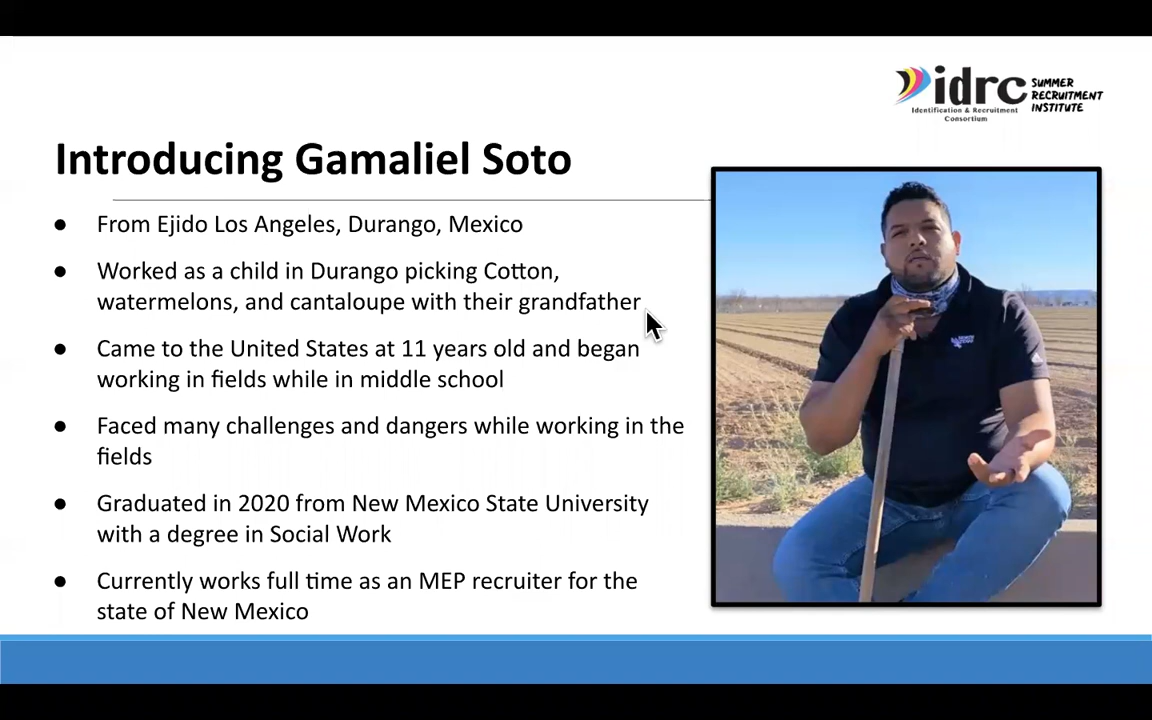 idrc
Identification & Recruitment
Consortium
SUMMER
RECRUITMENT
INSTITUTE
Introducing Gamaliel Soto
● From Ejido Los Angeles, Durango, Mexico
● Worked as a child in Durango picking Cotton,
watermelons, and cantaloupe with their grandfather
● Came to the United States at 11 years old and began
working in fields while in middle school
● Faced many challenges and dangers while working in the
fields
● Graduated in 2020 from New Mexico State University
with a degree in Social Work
● Currently works full time as an MEP recruiter for the
state of New Mexico